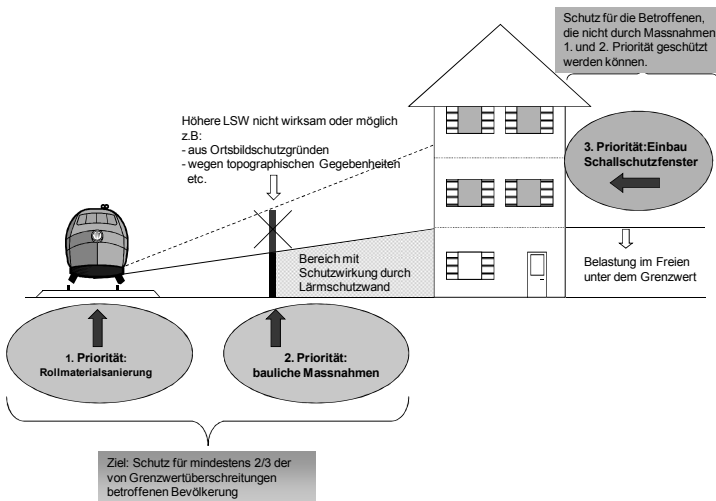 Schutz für die Betroffenen,
die nicht durch Massnahmen
1. und 2. Priorität geschützt
werden können.
Höhere LSW nicht wirksam oder möglich
z.B:
- aus Ortsbildschutzgründen
- wegen topographischen Gegebenheiten
etc.
3. Priorität:Einbau
Schallschutzfenster
Bereich mit
Schutzwirkung durch
Lärmschutzwand
Belastung im Freien
unter dem Grenzwert
1. Priorität:
Rollmaterialsanierung
2. Priorität:
bauliche Massnahmen
Ziel: Schutz für mindestens 2/3 der
von Grenzwertüberschreitungen
betroffenen Bevölkerung